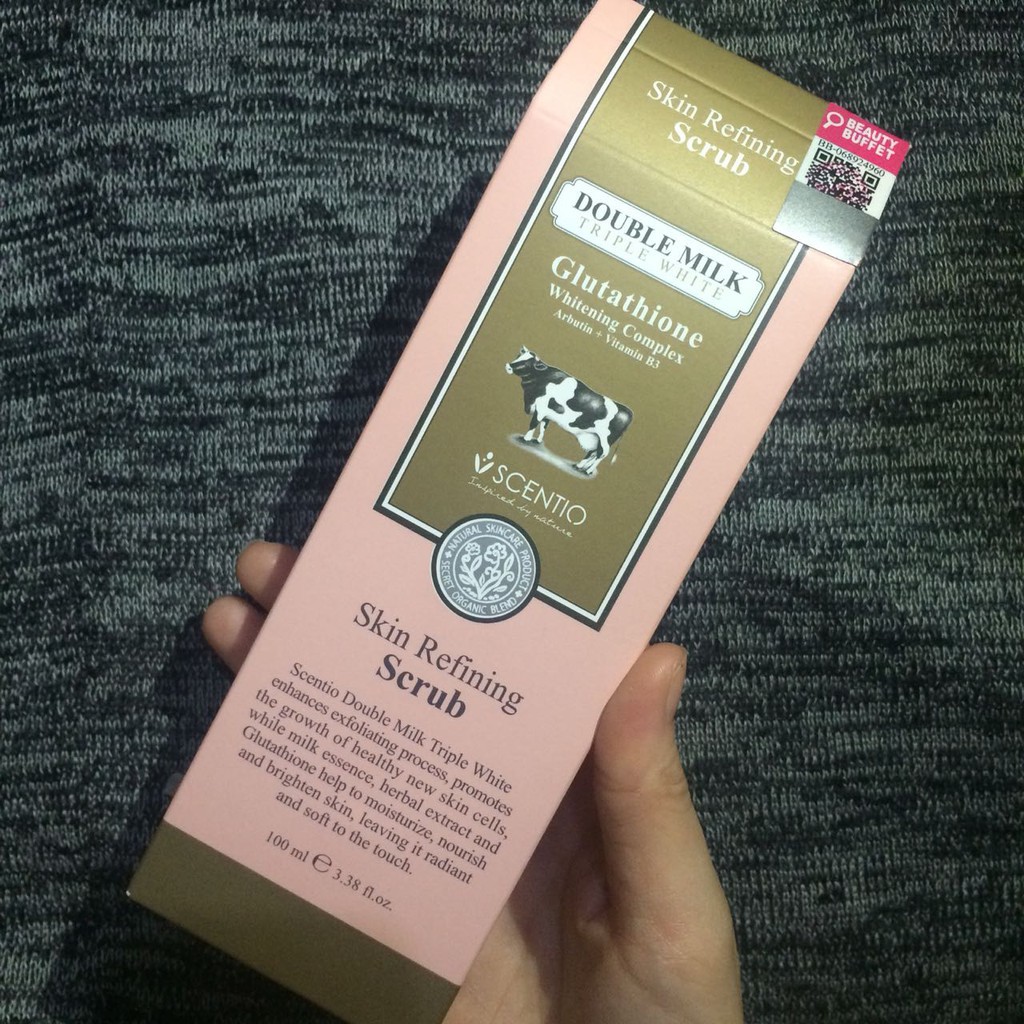 Skin Refining
Scrub
BEAUTY
BUFFET
BB-068924960
DOUBLE MILK
TRIPLE WHITE
Glutathione
Whitening Complex
Arbutin + Vitamin B3
SCENTIO
Inspired by nature
NATURAL SKINCARE PRODUCT
SECRET ORGANIC BLEND
Skin Refining
Scrub
Scentio Double Milk Triple White
enhances exfoliating process, promotes
the growth of healthy new skin cells,
while milk essence, herbal extract and
Glutathione help to moisturize, nourish
and brighten skin, leaving it radiant
and soft to the touch.
100 ml ℮ 3.38 fl.oz.